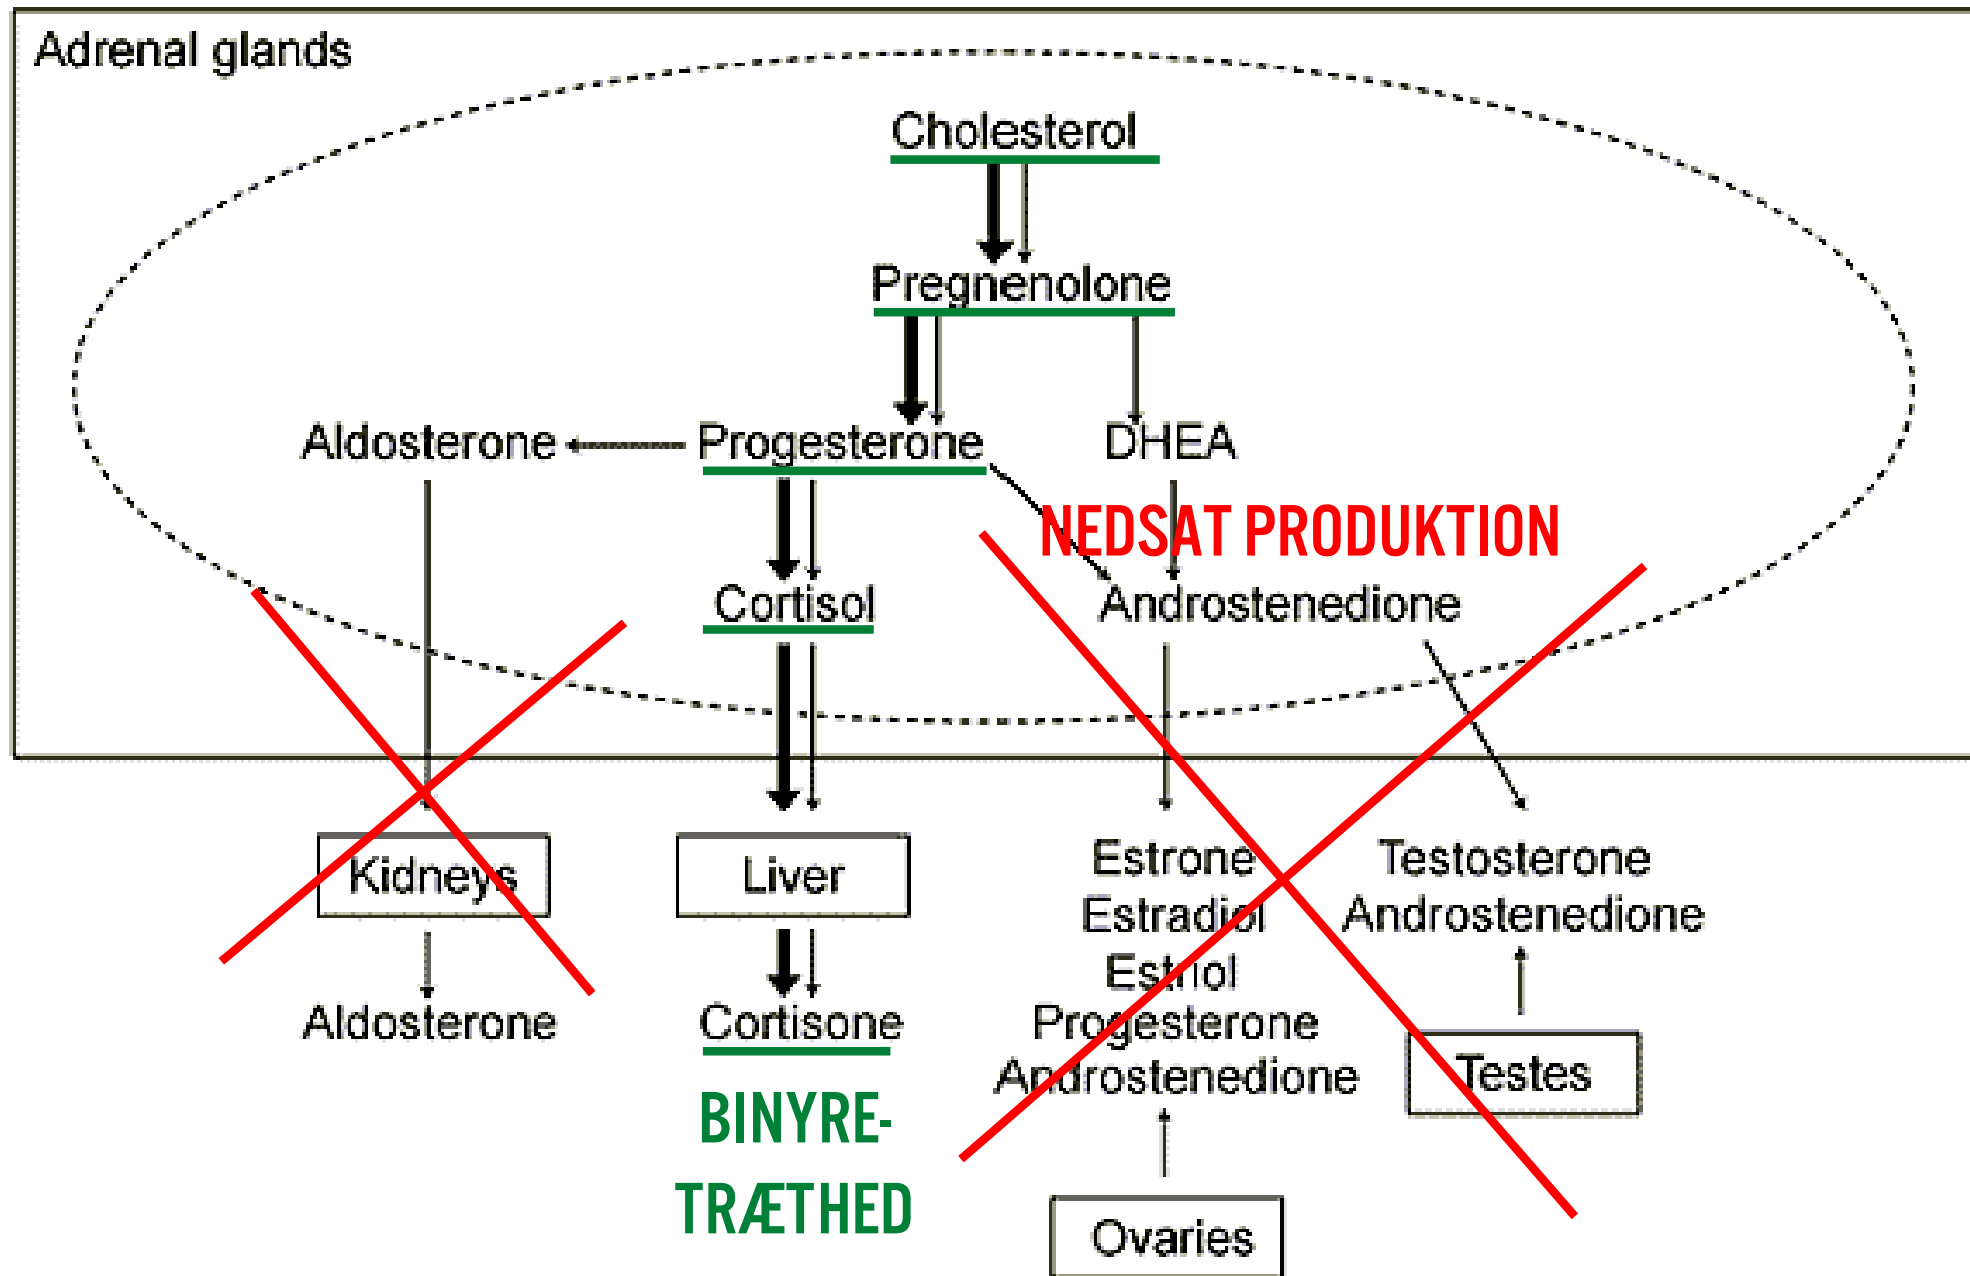 Adrenal glands
Cholesterol
Pregnenolone
Aldosterone
Progesterone
DHEA
NEDSAT PRODUKTION
Cortisol
Androstenedione
Kidneys
Liver
Estrone
Estradiol
Estriol
Progesterone
Androstenedione
Testosterone
Androstenedione
Aldosterone
Cortisone
Testes
BINYRE-
TRÆTHED
Ovaries